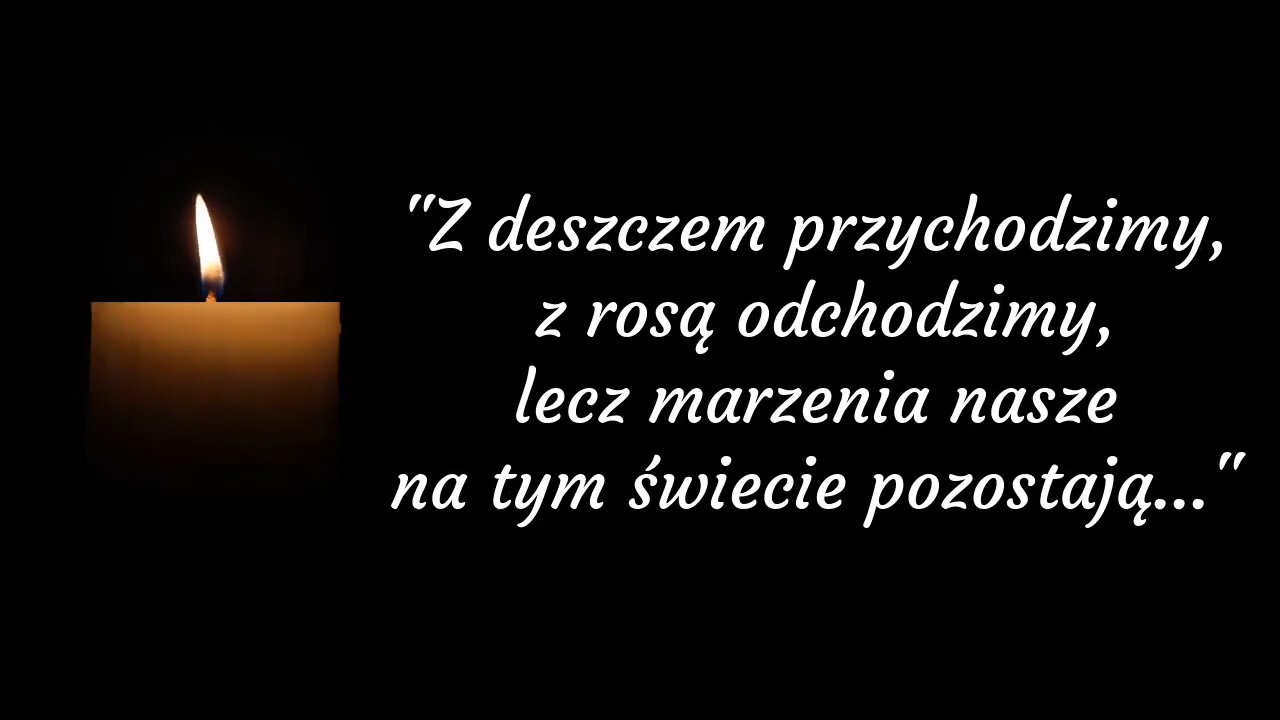 "Z deszczem przychodzimy,
z rosą odchodzimy,
lecz marzenia nasze
na tym świecie pozostają..."